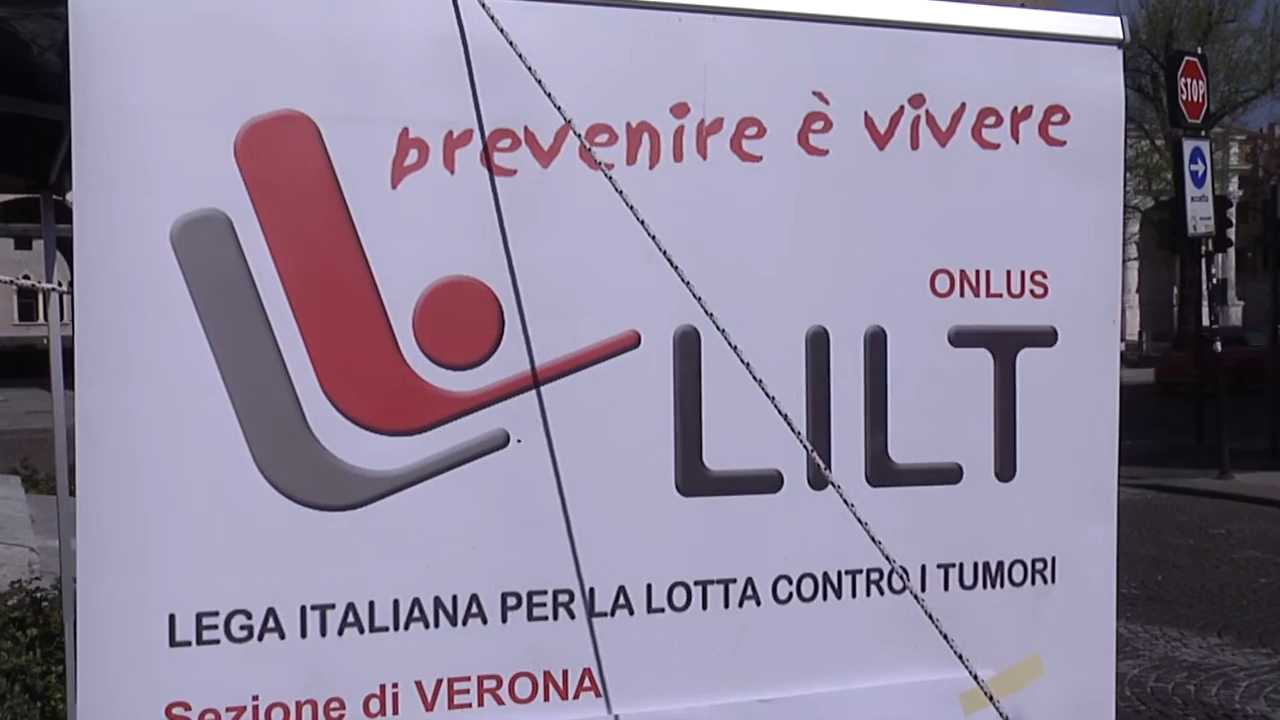 prevenire è vivere
ONLUS
LILT
LEGA ITALIANA PER LA LOTTA CONTRO I TUMORI
Sezione di VERONA
STOP